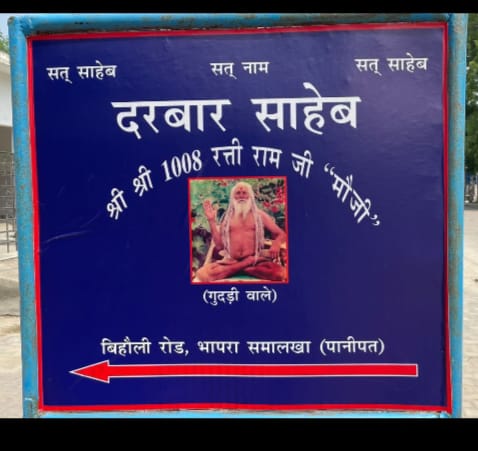 सत् साहेब सत् नाम सत् साहेब
दरबार साहेब
श्री श्री 1008 रत्ती राम जी “मौजी”
(गुदड़ी वाले)
बिहौली रोड, भापरा समालखा (पानीपत)